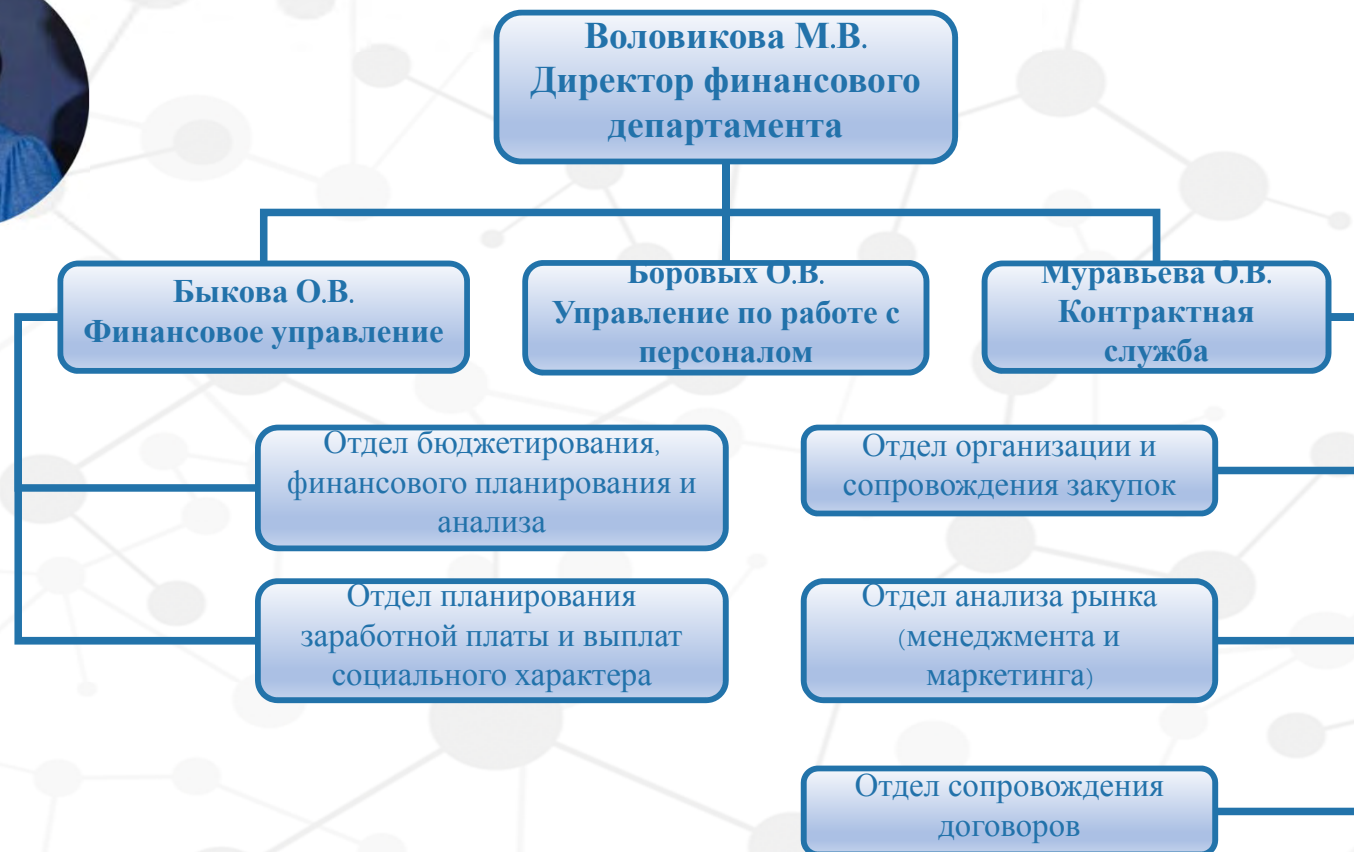 Воловикова М.В.
Директор финансового
департамента
Быкова О.В.
Финансовое управление
Боровых О.В.
Управление по работе с
персоналом
Муравьева О.В.
Контрактная
служба
Отдел бюджетирования,
финансового планирования и
анализа
Отдел организации и
сопровождения закупок
Отдел планирования
заработной платы и выплат
социального характера
Отдел анализа рынка
(менеджмента и
маркетинга)
Отдел сопровождения
договоров